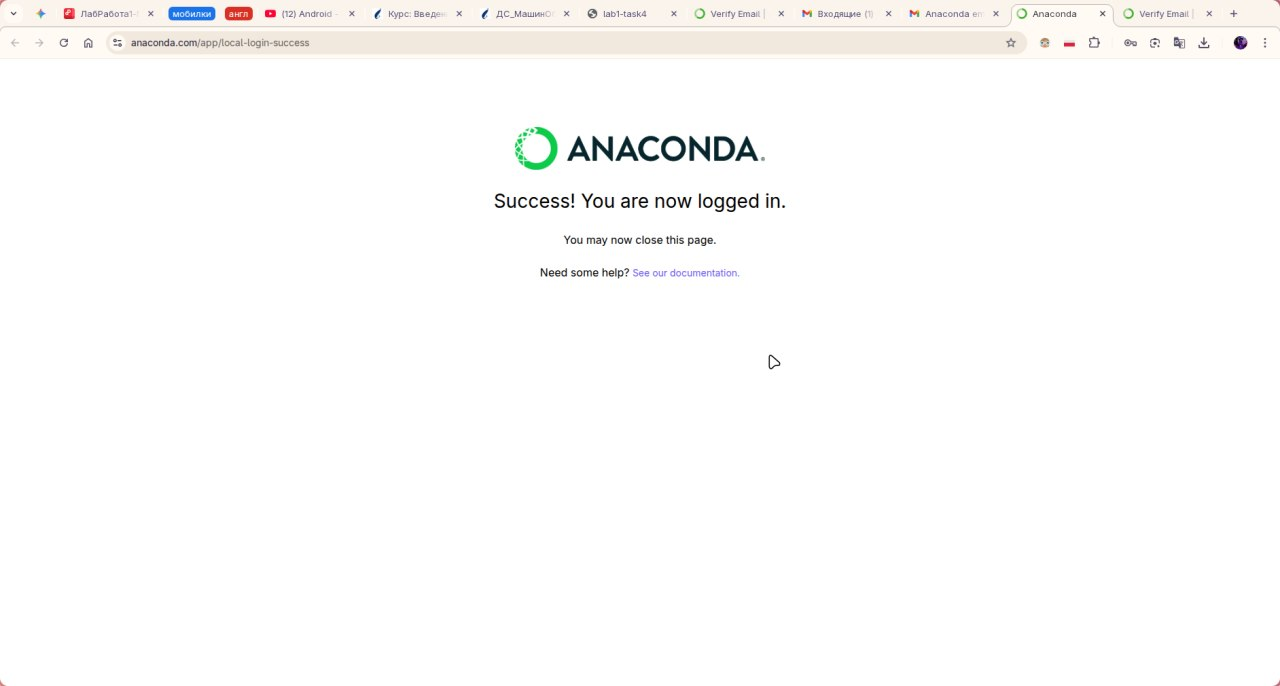 ЛабРабота1-
мобилки
англ
(12) Android -
Курс: Введен
ДС_МашинО
lab1-task4
Verify Email |
Входящие (1)
Anaconda em
Anaconda
Verify Email |
anaconda.com/app/local-login-success
ANACONDA.
Success! You are now logged in.
You may now close this page.
Need some help? See our documentation.